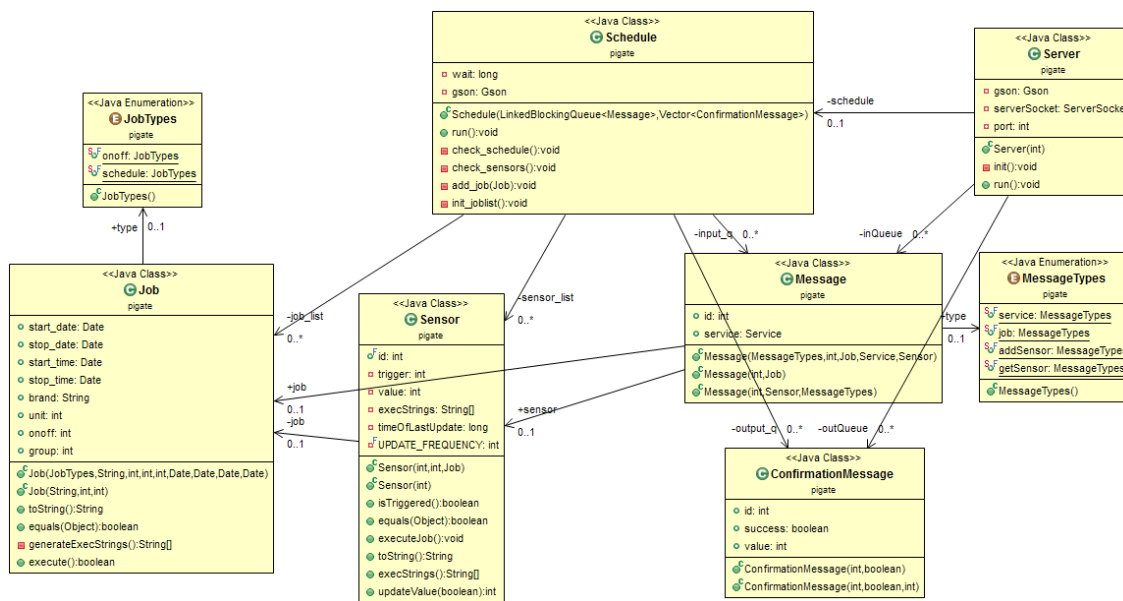 <<Java Class>>
Schedule
pigate
wait: long
gson: Gson
Schedule(LinkedBlockingQueue<Message>,Vector<ConfirmationMessage>)
run():void
check_schedule():void
check_sensors():void
add_job(Job):void
init_joblist():void
<<Java Class>>
Server
pigate
gson: Gson
serverSocket: ServerSocke
port: int
Server(int)
init():void
run():void
-schedule
0..1
<<Java Enumeration>>
JobTypes
pigate
onoff: JobTypes
schedule: JobTypes
JobTypes()
+type
0..1
-input_q
0..*
-inQueue
0..*
<<Java Class>>
Job
pigate
start_date: Date
stop_date: Date
start_time: Date
stop_time: Date
brand: String
unit: int
onoff: int
group: int
Job(JobTypes,String,int,int,int,Date,Date,Date,Date)
Job(String,int,int)
toString():String
equals(Object):boolean
generateExecStrings():String[]
execute():boolean
-job_list
0..*
-sensor_list
0..*
+job
0..1
-job
0..1
<<Java Class>>
Sensor
pigate
id: int
trigger: int
value: int
execStrings: String[]
timeOfLastUpdate: long
UPDATE_FREQUENCY: int
Sensor(int,int,Job)
Sensor(int)
isTriggered():boolean
equals(Object):boolean
executeJob():void
toString():String
execStrings():String[]
updateValue(boolean):int
+sensor
0..1
<<Java Class>>
Message
pigate
id: int
service: Service
Message(MessageTypes,int,Job,Service,Sensor)
Message(int,Job)
Message(int,Sensor,MessageTypes)
+type
0..1
<<Java Enumeration>>
MessageTypes
pigate
service: MessageTypes
job: MessageTypes
addSensor: MessageTypes
getSensor: MessageTypes
MessageTypes()
-output_q
0..*
-outQueue
0..*
<<Java Class>>
ConfirmationMessage
pigate
id: int
success: boolean
value: int
ConfirmationMessage(int,boolean)
ConfirmationMessage(int,boolean,int)